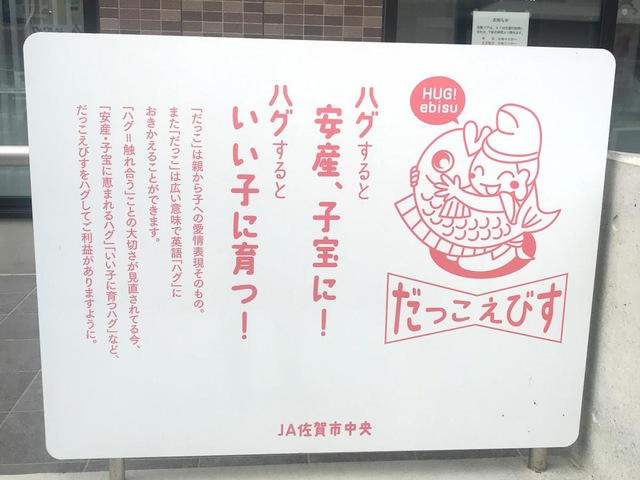 HUG!
ebisu
だっこえびす
ハグすると
安産、子宝に!
ハグすると
いい子に育つ!
「だっこ」は親から子への愛情表現そのもの。
また「だっこ」は広い意味で英語「ハグ」に
おきかえることができます。
「ハグ=触れ合う」ことの大切さが見直されてる今、
「安産・子宝に恵まれるハグ」「いい子に育つハグ」など、
だっこえびすをハグしてご利益がありますように。
JA佐賀市中央
お知らせ